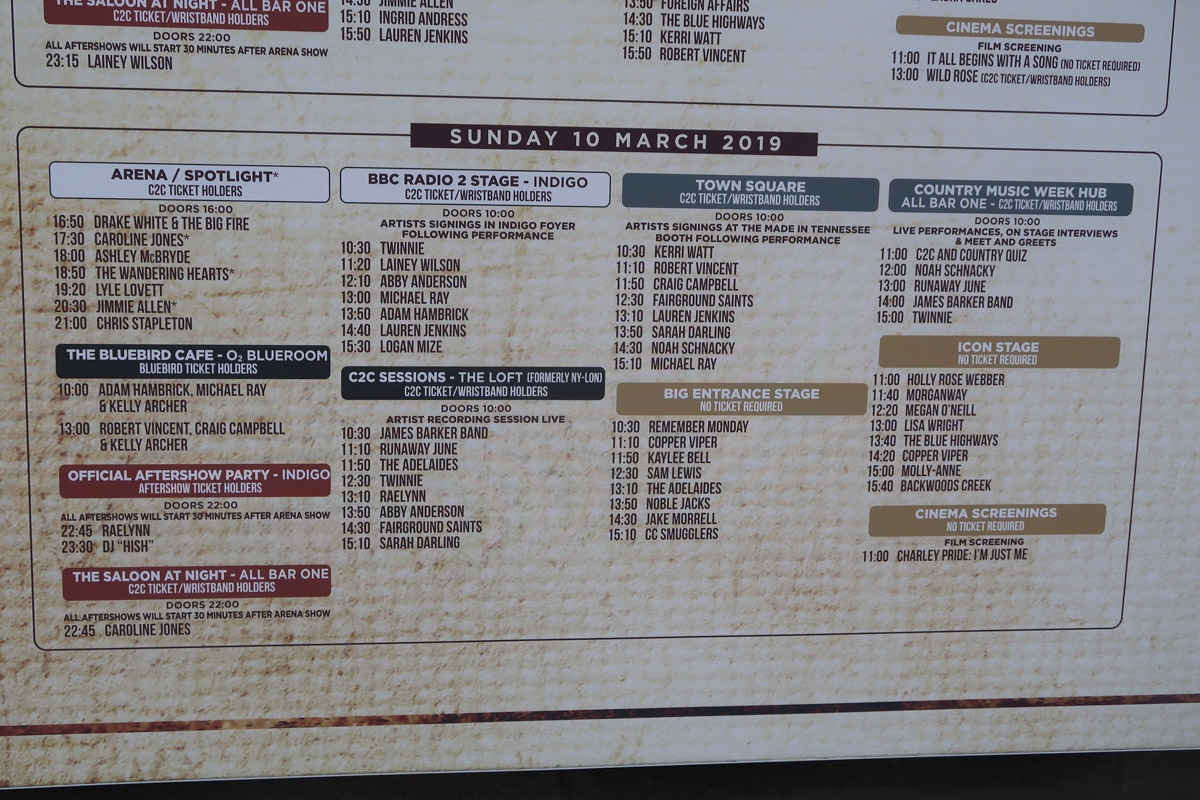 THE SALOON AT NIGHT - ALL BAR ONE
C2C TICKET/WRISTBAND HOLDERS
DOORS 22:00
ALL AFTERSHOWS WILL START 30 MINUTES AFTER ARENA SHOW
23:15 LAINEY WILSON
14:30 JIMMIE ALLEN
15:10 INGRID ANDRESS
15:50 LAUREN JENKINS
13:50 FOREIGN AFFAIRS
14:30 THE BLUE HIGHWAYS
15:10 KERRI WATT
15:50 ROBERT VINCENT
CINEMA SCREENINGS
FILM SCREENING
11:00 IT ALL BEGINS WITH A SONG (NO TICKET REQUIRED)
13:00 WILD ROSE (C2C TICKET/WRISTBAND HOLDERS)
SUNDAY 10 MARCH 2019
ARENA / SPOTLIGHT*
C2C TICKET HOLDERS
DOORS 16:00
16:50 DRAKE WHITE & THE BIG FIRE
17:30 CAROLINE JONES*
18:00 ASHLEY McBRYDE
18:50 THE WANDERING HEARTS*
19:20 LYLE LOVETT
20:30 JIMMIE ALLEN*
21:00 CHRIS STAPLETON
THE BLUEBIRD CAFE - O₂ BLUEROOM
BLUEBIRD TICKET HOLDERS
10:00 ADAM HAMBRICK, MICHAEL RAY
& KELLY ARCHER
13:00 ROBERT VINCENT, CRAIG CAMPBELL
& KELLY ARCHER
OFFICIAL AFTERSHOW PARTY - INDIGO
AFTERSHOW TICKET HOLDERS
DOORS 22:00
ALL AFTERSHOWS WILL START 30 MINUTES AFTER ARENA SHOW
22:45 RAELYNN
23:30 DJ “HISH”
THE SALOON AT NIGHT - ALL BAR ONE
C2C TICKET/WRISTBAND HOLDERS
DOORS 22:00
ALL AFTERSHOWS WILL START 30 MINUTES AFTER ARENA SHOW
22:45 CAROLINE JONES
BBC RADIO 2 STAGE - INDIGO
C2C TICKET/WRISTBAND HOLDERS
DOORS 10:00
ARTISTS SIGNINGS IN INDIGO FOYER
FOLLOWING PERFORMANCE
10:30 TWINNIE
11:20 LAINEY WILSON
12:10 ABBY ANDERSON
13:00 MICHAEL RAY
13:50 ADAM HAMBRICK
14:40 LAUREN JENKINS
15:30 LOGAN MIZE
C2C SESSIONS - THE LOFT (FORMERLY NY-LON)
C2C TICKET/WRISTBAND HOLDERS
DOORS 10:00
ARTIST RECORDING SESSION LIVE
10:30 JAMES BARKER BAND
11:10 RUNAWAY JUNE
11:50 THE ADELAIDES
12:30 TWINNIE
13:10 RAELYNN
13:50 ABBY ANDERSON
14:30 FAIRGROUND SAINTS
15:10 SARAH DARLING
TOWN SQUARE
C2C TICKET/WRISTBAND HOLDERS
DOORS 10:00
ARTISTS SIGNINGS AT THE MADE IN TENNESSEE
BOOTH FOLLOWING PERFORMANCE
10:30 KERRI WATT
11:10 ROBERT VINCENT
11:50 CRAIG CAMPBELL
12:30 FAIRGROUND SAINTS
13:10 LAUREN JENKINS
13:50 SARAH DARLING
14:30 NOAH SCHNACKY
15:10 MICHAEL RAY
BIG ENTRANCE STAGE
NO TICKET REQUIRED
10:30 REMEMBER MONDAY
11:10 COPPER VIPER
11:50 KAYLEE BELL
12:30 SAM LEWIS
13:10 THE ADELAIDES
13:50 NOBLE JACKS
14:30 JAKE MORRELL
15:10 CC SMUGGLERS
COUNTRY MUSIC WEEK HUB
ALL BAR ONE - C2C TICKET/WRISTBAND HOLDERS
DOORS 10:00
LIVE PERFORMANCES, ON STAGE INTERVIEWS
& MEET AND GREETS
11:00 C2C AND COUNTRY QUIZ
12:00 NOAH SCHNACKY
13:00 RUNAWAY JUNE
14:00 JAMES BARKER BAND
15:00 TWINNIE
ICON STAGE
NO TICKET REQUIRED
11:00 HOLLY ROSE WEBBER
11:40 MORGANWAY
12:20 MEGAN O'NEILL
13:00 LISA WRIGHT
13:40 THE BLUE HIGHWAYS
14:20 COPPER VIPER
15:00 MOLLY-ANNE
15:40 BACKWOODS CREEK
CINEMA SCREENINGS
NO TICKET REQUIRED
FILM SCREENING
11:00 CHARLEY PRIDE: I'M JUST ME